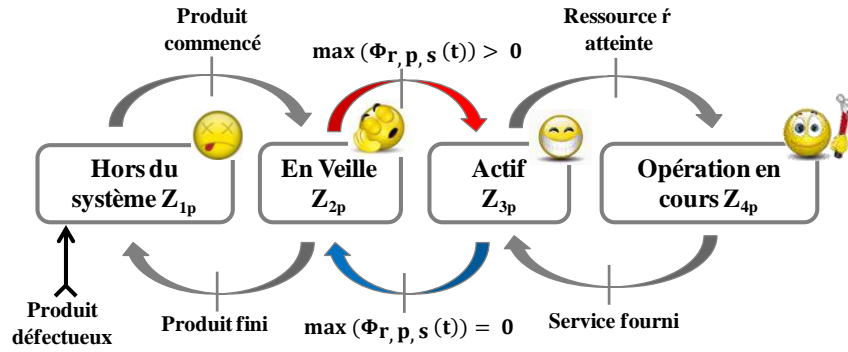 Produit
commencé
max (Φr, p, s (t)) > 0
Ressource ŕ
atteinte
Hors du
système Z1p
En Veille
Z2p
Actif
Z3p
Opération en
cours Z4p
Produit
défectueux
Produit fini
max (Φr, p, s (t)) = 0
Service fourni